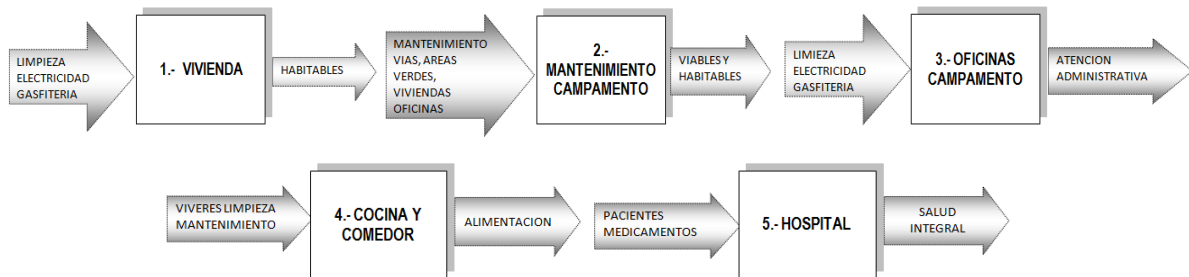 LIMPIEZA
ELECTRICIDAD
GASFITERIA
1.- VIVIENDA
HABITABLES
MANTENIMIENTO
VIAS, AREAS
VERDES,
VIVIENDAS
OFICINAS
2.-
MANTENIMIENTO
CAMPAMENTO
VIABLES Y
HABITABLES
LIMIEZA
ELECTRICIDAD
GASFITERIA
3.- OFICINAS
CAMPAMENTO
ATENCION
ADMINISTRATIVA
VIVERES LIMPIEZA
MANTENIMIENTO
4.- COCINA Y
COMEDOR
ALIMENTACION
PACIENTES
MEDICAMENTOS
5.- HOSPITAL
SALUD
INTEGRAL